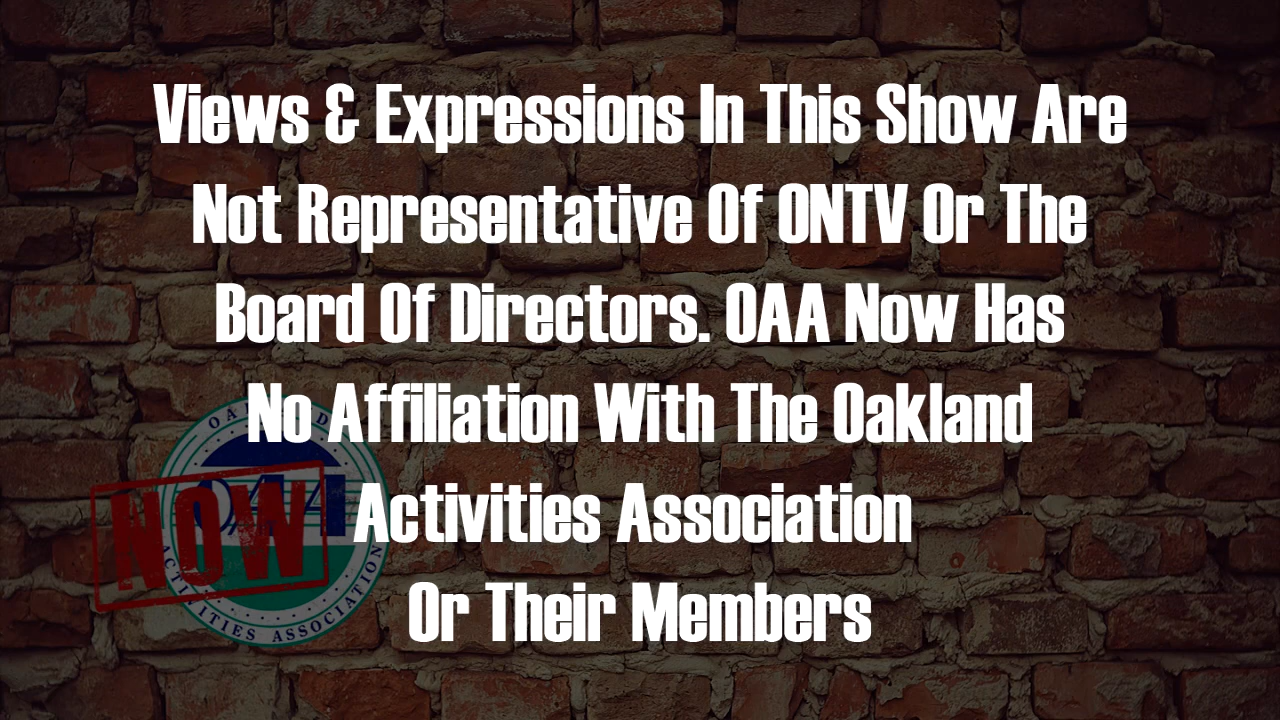 Views & Expressions In This Show Are
Not Representative Of ONTV Or The
Board Of Directors. OAA Now Has
No Affiliation With The Oakland
Activities Association
Or Their Members
OAA
NOW
ACTIVITIES ASSOCIATION